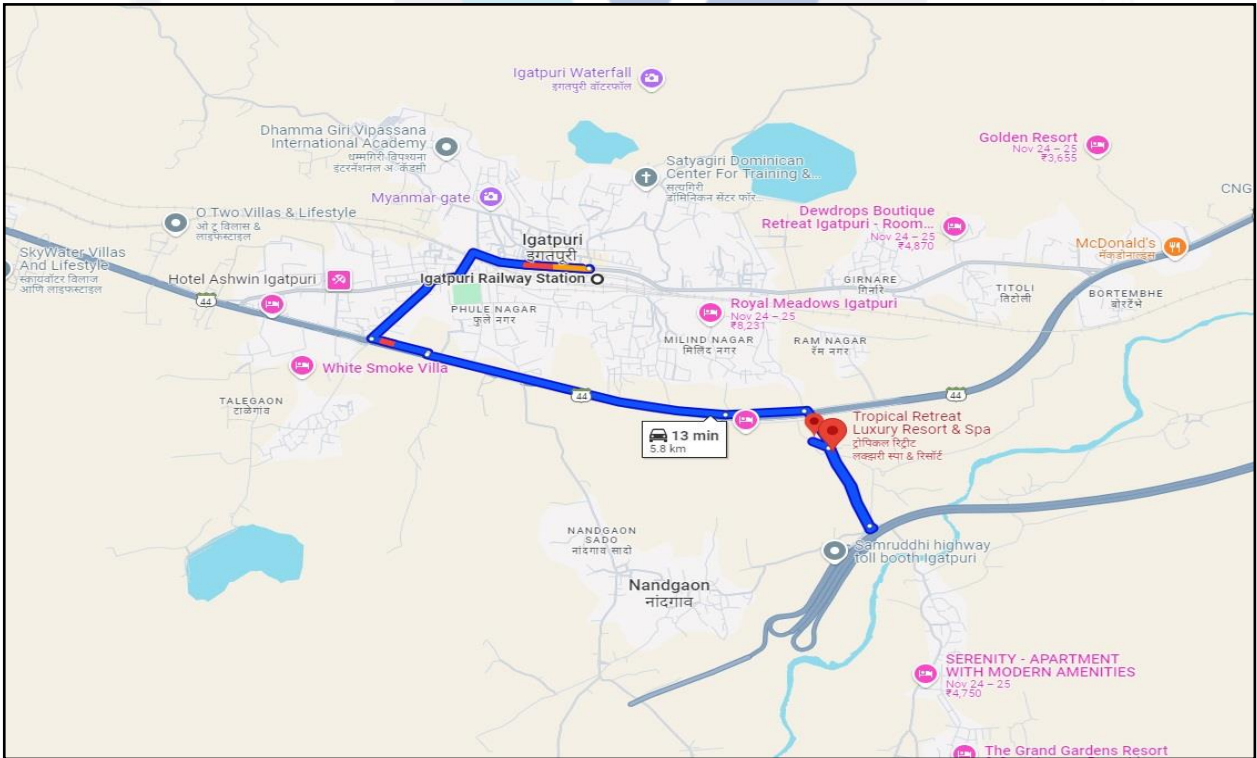 Igatpuri Waterfall
इगतपुरी वॉटरफॉल
Dhamma Giri Vipassana
International Academy
धम्मगिरी विपश्यना
इंटरनॅशनल अ‍ॅकॅडमी
Golden Resort
Nov 24 – 25
₹3,655
Satyagiri Dominican
Center For Training &...
सत्यगिरी
डॉमिनिकन सेंटर फॉर...
CNG
Myanmar gate
O Two Villas & Lifestyle
ओ टू विलास &
लाइफस्टाइल
Dewdrops Boutique
Retreat Igatpuri - Room...
Nov 24 – 25
₹4,870
Igatpuri
इगतपुरी
McDonald's
मॅकडोनाल्ड्स
SkyWater Villas
And Lifestyle
स्कायवॉटर विलाज
आणि लाइफस्टाइल
Hotel Ashwin Igatpuri
Igatpuri Railway Station
GIRNARE
गिनरि
TITOLI
तिटोली
BORTEMBHE
बोरटेंभे
44
PHULE NAGAR
फुले नगर
Royal Meadows Igatpuri
Nov 24 – 25
₹8,231
MILIND NAGAR
मिलिंद नगर
RAM NAGAR
रॅम नगर
White Smoke Villa
TALEGAON
टाळेगाव
44
44
13 min
5.8 km
Tropical Retreat
Luxury Resort & Spa
ट्रोपिकल रिट्रीट
लक्झरी स्पा & रिसॉर्ट
NANDGAON
SADO
नांदगाव सादो
Samruddhi highway
toll booth Igatpuri
Nandgaon
नांदगाव
SERENITY - APARTMENT
WITH MODERN AMENITIES
Nov 24 – 25
₹4,750
The Grand Gardens Resort